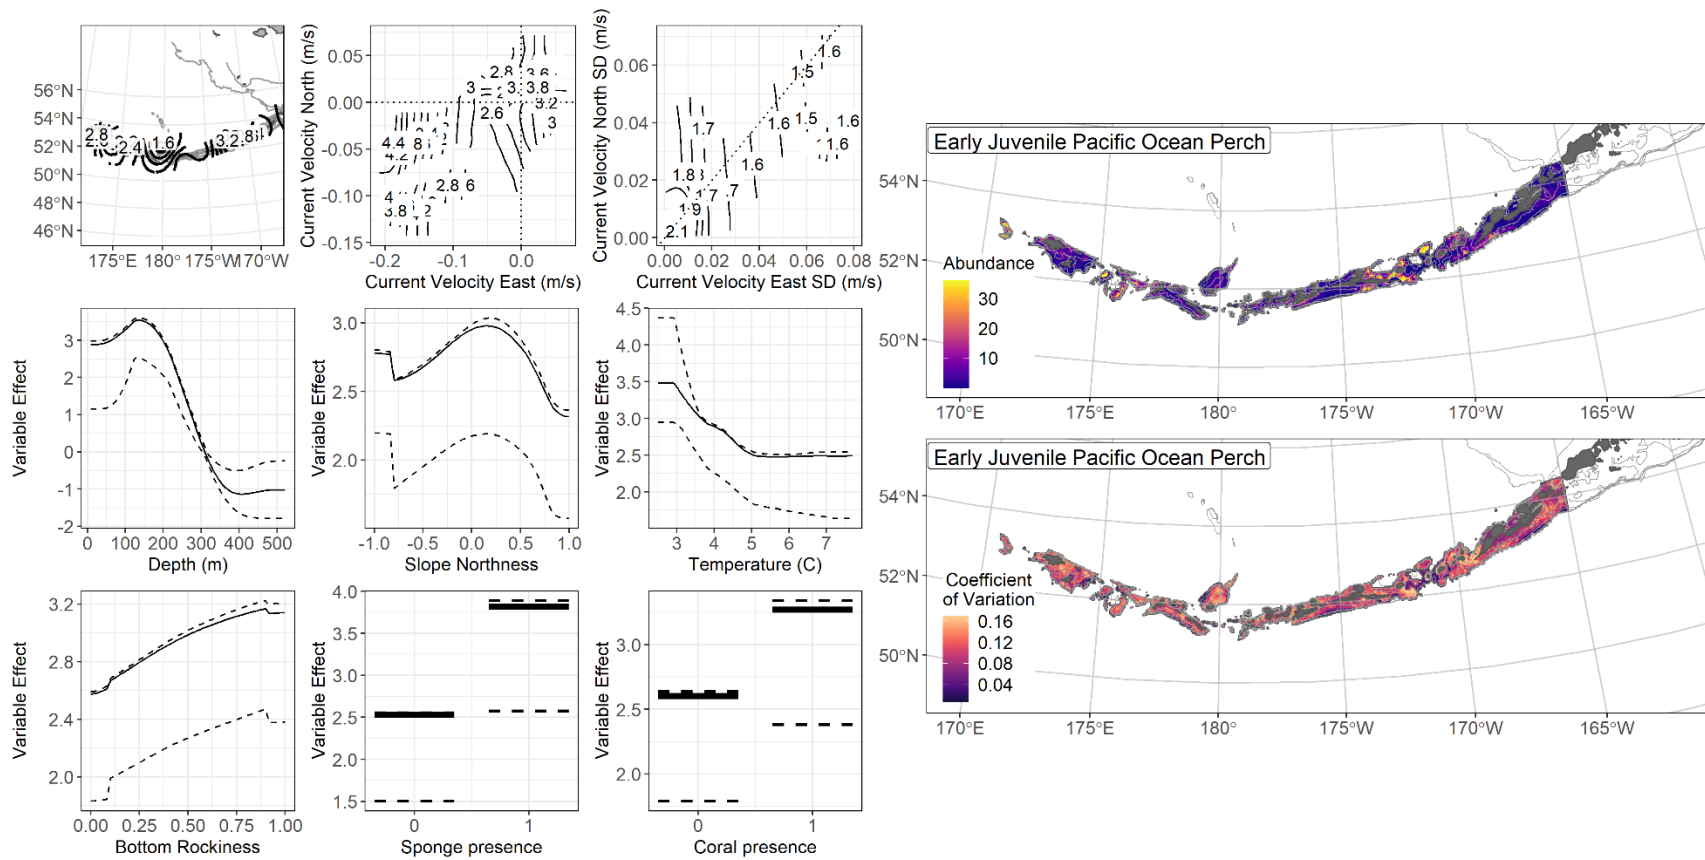 56°N
54°N
52°N
50°N
48°N
46°N
175°E 180° 175°W 170°W
2.8
2.4
1.6
3.2
2.8
Current Velocity North (m/s)
0.05
0.00
-0.05
-0.10
-0.15
-0.2 -0.1 0.0
Current Velocity East (m/s)
2.8 3.6
3 3 3.8
3.2
2.6 3
4.4 8
4.2
2.8 6
4
3.8 2
Current Velocity North SD (m/s)
0.06
0.04
0.02
0.00
0.00 0.02 0.04 0.06 0.08
Current Velocity East SD (m/s)
1.6
1.5
1.5
1.7 1.6 1.6
1.6 1.6
1.8
1.7
1.9
2.1
Variable Effect
3
2
1
0
-1
-2
0 100 200 300 400 500
Depth (m)
Variable Effect
3.0
2.5
2.0
-1.0 -0.5 0.0 0.5 1.0
Slope Northness
Variable Effect
4.5
4.0
3.5
3.0
2.5
2.0
3 4 5 6 7
Temperature (C)
Variable Effect
3.2
2.8
2.4
2.0
0.00 0.25 0.50 0.75 1.00
Bottom Rockiness
Variable Effect
4.0
3.5
3.0
2.5
2.0
1.5
0 1
Sponge presence
Variable Effect
3.0
2.5
2.0
0 1
Coral presence
Early Juvenile Pacific Ocean Perch
54°N
52°N
50°N
Abundance
30
20
10
170°E 175°E 180° 175°W 170°W 165°W
Early Juvenile Pacific Ocean Perch
54°N
52°N
50°N
Coefficient
of Variation
0.16
0.12
0.08
0.04
170°E 175°E 180° 175°W 170°W 165°W